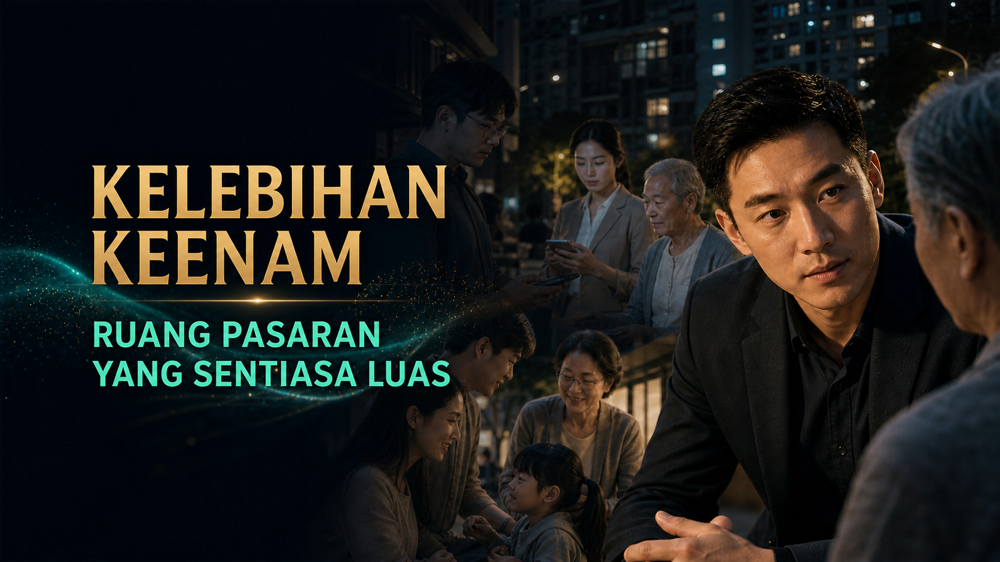 KELEBIHAN
KEENAM
RUANG PASARAN
YANG SENTIASA LUAS